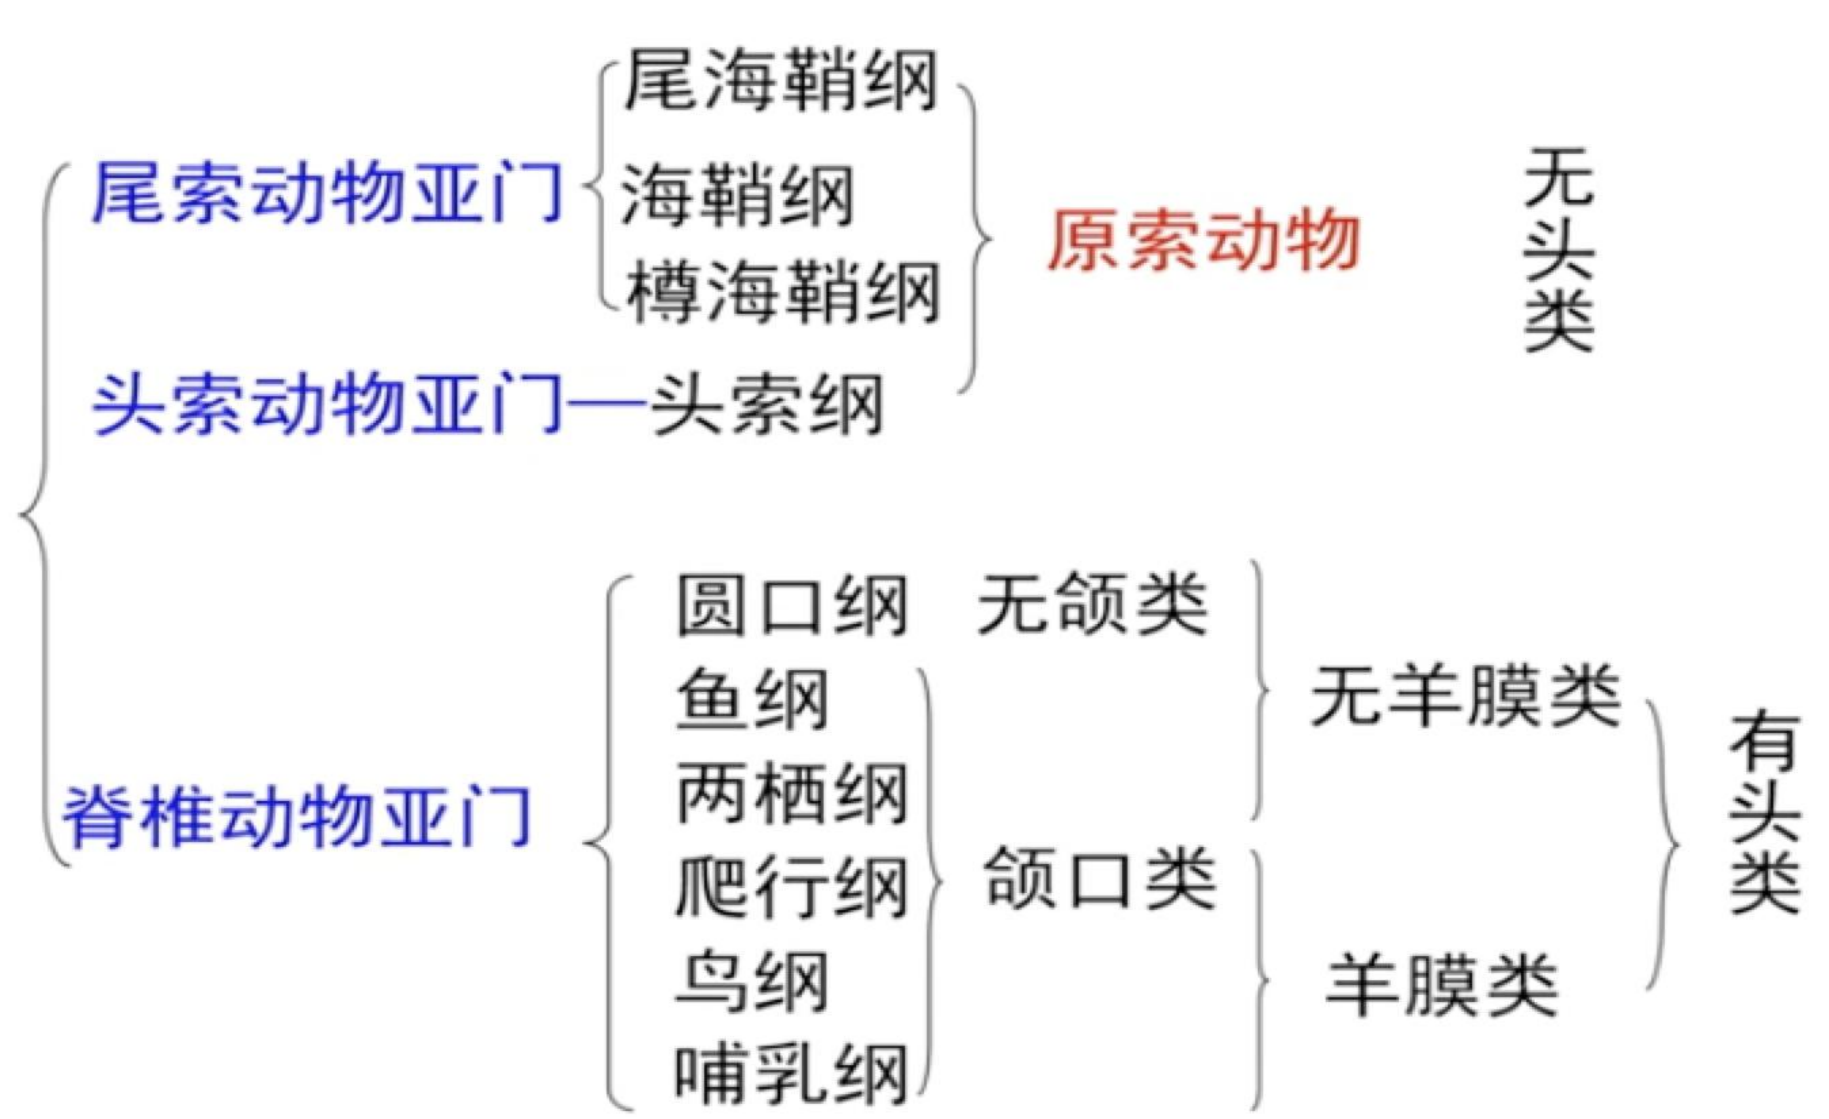 尾海鞘纲
尾索动物亚门
海鞘纲
樽海鞘纲
原索动物
无头类
头索动物亚门—头索纲
圆口纲 无颌类
鱼纲
无羊膜类
两栖纲
脊椎动物亚门
有头类
爬行纲
颌口类
鸟纲
羊膜类
哺乳纲